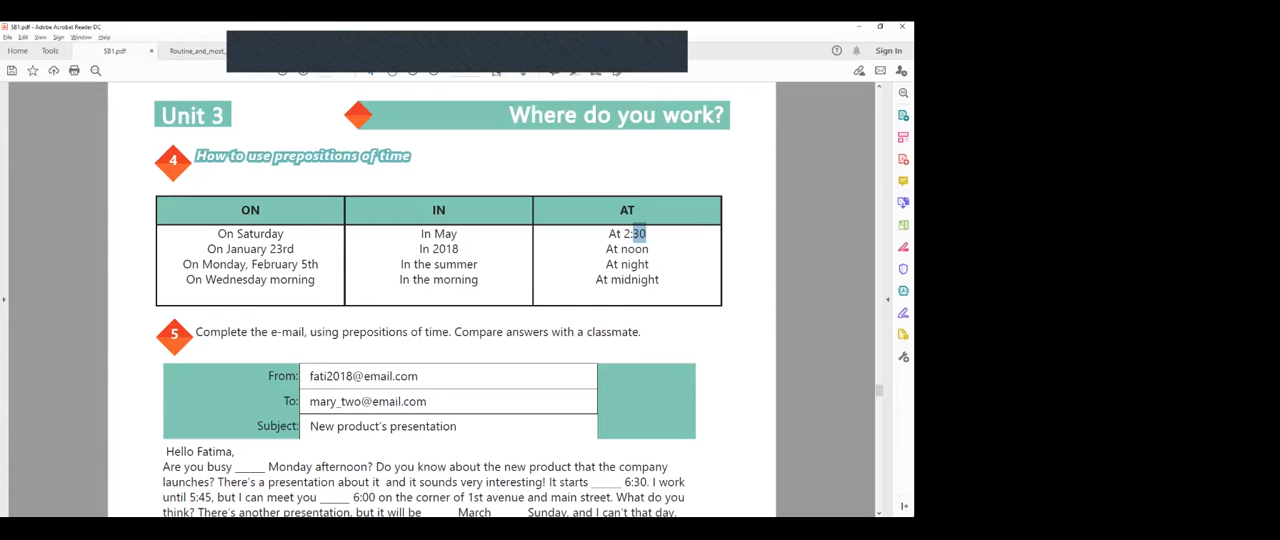 SB1.pdf - Adobe Acrobat Reader DC
File Edit View Sign Window Help
Home Tools SB1.pdf × Routine_and_most_ Sign In
Unit 3 Where do you work?
4 How to use prepositions of time
ON IN AT
On Saturday In May At 2:30
On January 23rd In 2018 At noon
On Monday, February 5th In the summer At night
On Wednesday morning In the morning At midnight
5 Complete the e-mail, using prepositions of time. Compare answers with a classmate.
From: fati2018@email.com
To: mary_two@email.com
Subject: New product's presentation
Hello Fatima,
Are you busy _____ Monday afternoon? Do you know about the new product that the company
launches? There's a presentation about it and it sounds very interesting! It starts _____ 6:30. I work
until 5:45, but I can meet you _____ 6:00 on the corner of 1st avenue and main street. What do you
think? There's another presentation, but it will be March Sunday, and I can't that day.